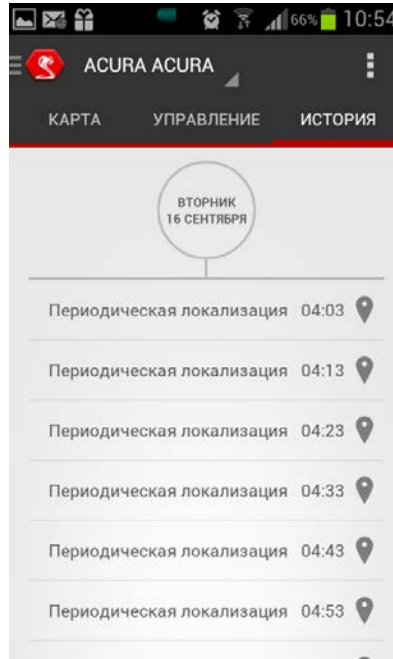 66% 10:54
ACURA ACURA
КАРТА УПРАВЛЕНИЕ ИСТОРИЯ
ВТОРНИК
16 СЕНТЯБРЯ
Периодическая локализация 04:03
Периодическая локализация 04:13
Периодическая локализация 04:23
Периодическая локализация 04:33
Периодическая локализация 04:43
Периодическая локализация 04:53